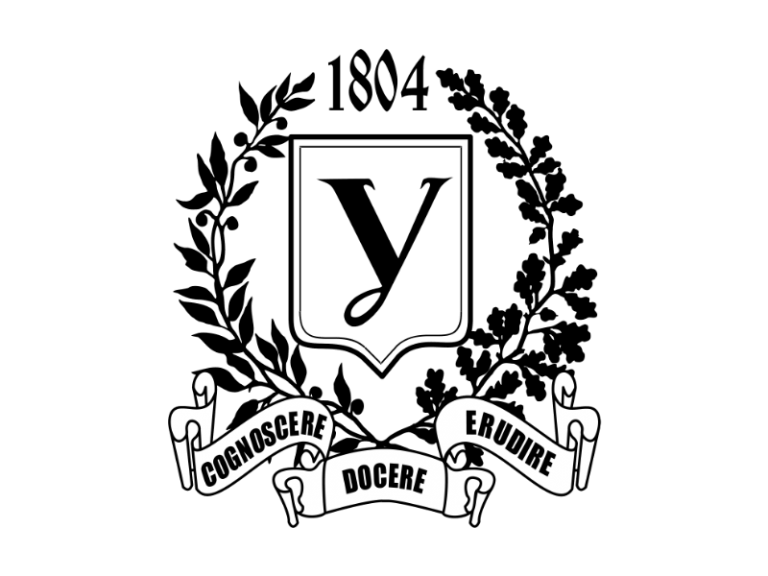 1804
У
COGNOSCERE
DOCERE
ERUDIRE